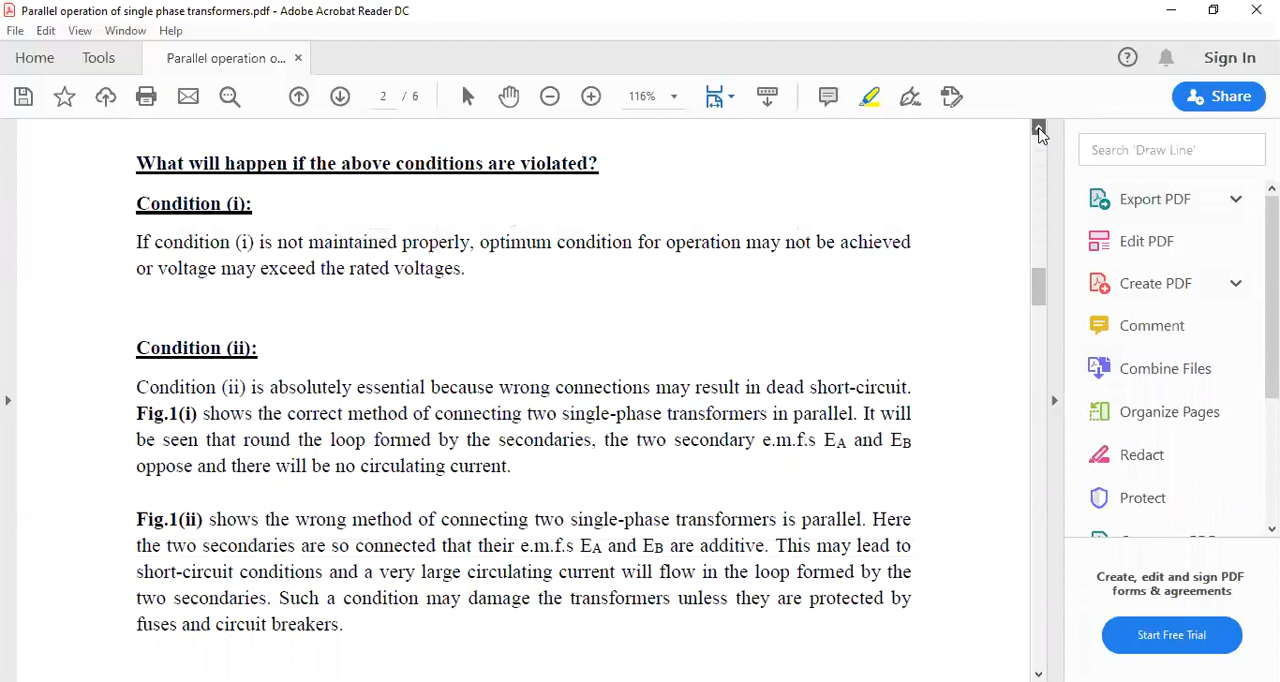 Parallel operation of single phase transformers.pdf - Adobe Acrobat Reader DC
File Edit View Window Help
Home Tools Parallel operation o... × Sign In
2 / 6 116% Share
What will happen if the above conditions are violated?
Condition (i):
If condition (i) is not maintained properly, optimum condition for operation may not be achieved
or voltage may exceed the rated voltages.
Condition (ii):
Condition (ii) is absolutely essential because wrong connections may result in dead short-circuit.
Fig.1(i) shows the correct method of connecting two single-phase transformers in parallel. It will
be seen that round the loop formed by the secondaries, the two secondary e.m.f.s EA and EB
oppose and there will be no circulating current.
Fig.1(ii) shows the wrong method of connecting two single-phase transformers is parallel. Here
the two secondaries are so connected that their e.m.f.s EA and EB are additive. This may lead to
short-circuit conditions and a very large circulating current will flow in the loop formed by the
two secondaries. Such a condition may damage the transformers unless they are protected by
fuses and circuit breakers.
Search 'Draw Line'
Export PDF
Edit PDF
Create PDF
Comment
Combine Files
Organize Pages
Redact
Protect
Create, edit and sign PDF
forms & agreements
Start Free Trial